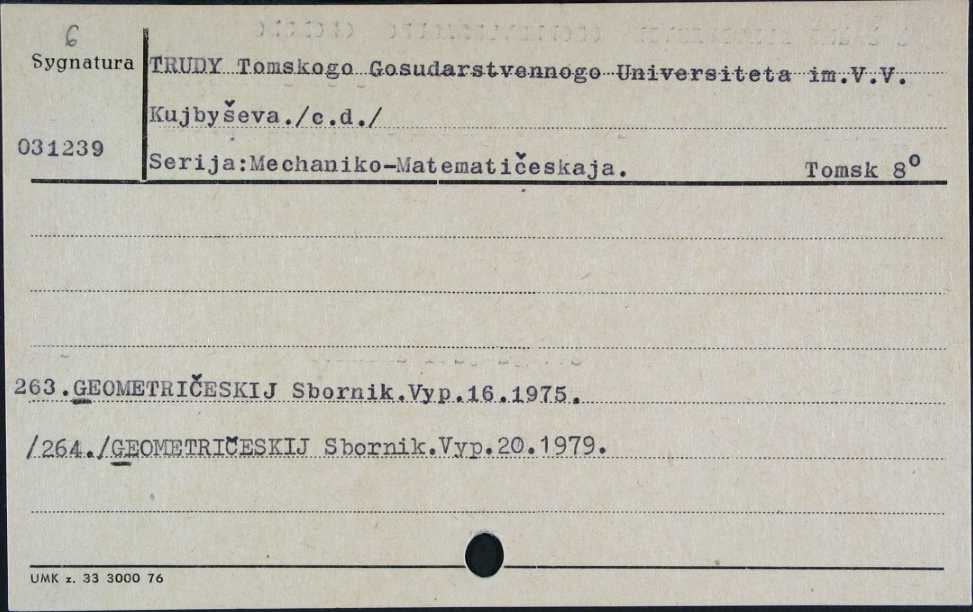 6
Sygnatura
TRUDY Tomskogo Gosudarstvennogo Universiteta im.V.V.
Kujbyševa./c.d./
031239
Serija:Mechaniko-Matematičeskaja. Tomsk 8°
263.GEOMETRIČESKIJ Sbornik.Vyp.16.1975.
/264./GEOMETRIČESKIJ Sbornik.Vyp.20.1979.
UMK z. 33 3000 76